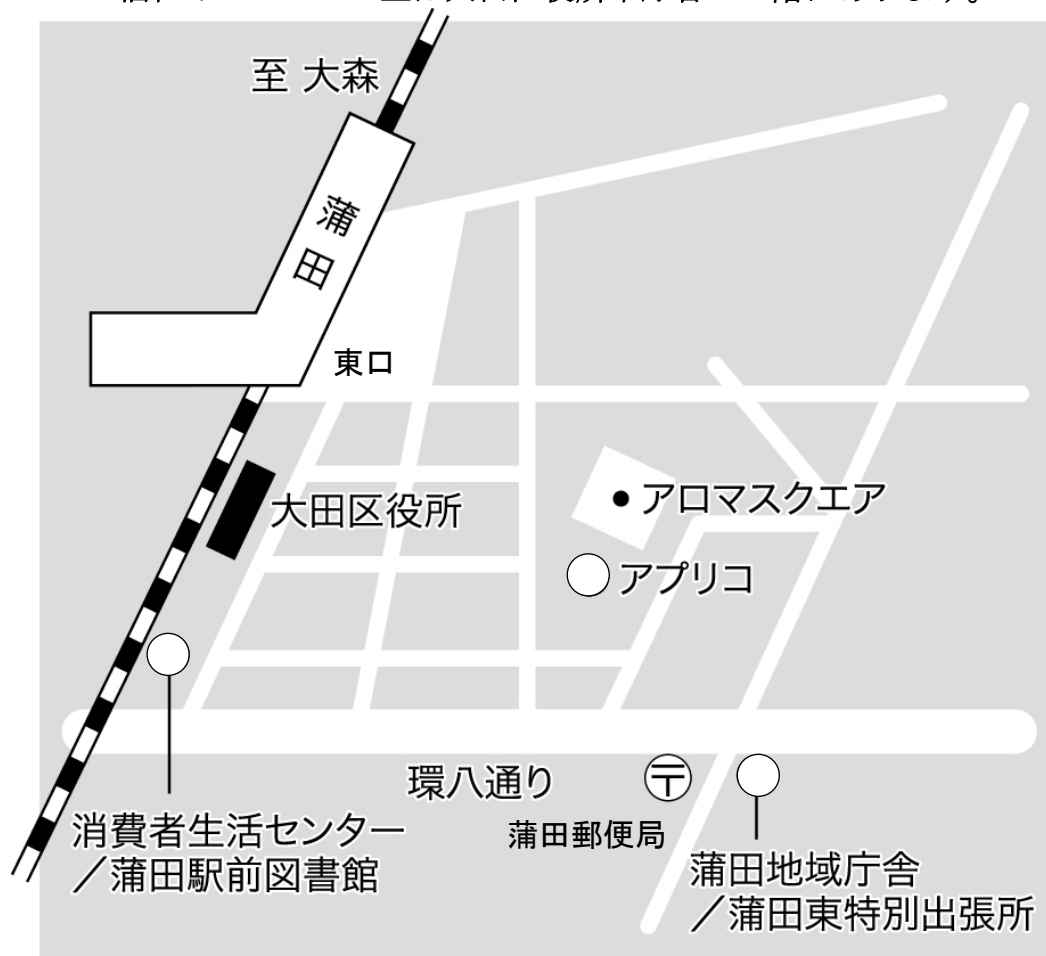 至 大森
蒲田
東口
大田区役所
アロマスクエア
アプリコ
環八通り
〒
蒲田郵便局
消費者生活センター
／蒲田駅前図書館
蒲田地域庁舎
／蒲田東特別出張所